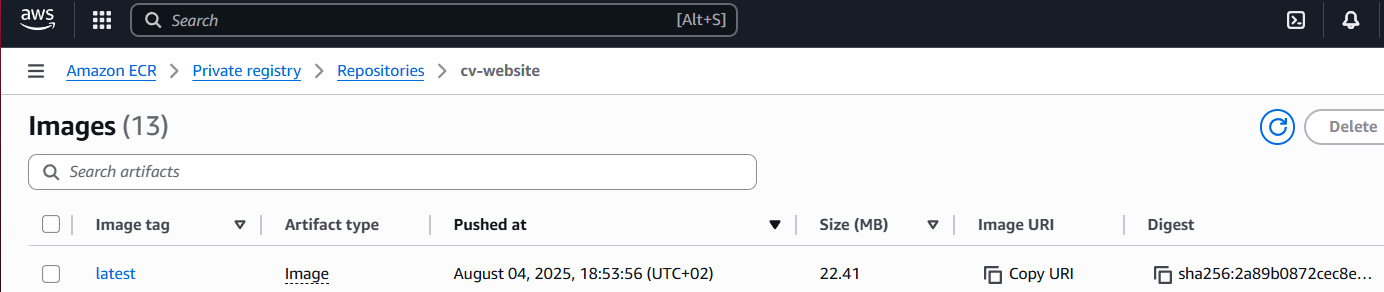 aws Search [Alt+S]
Amazon ECR Private registry Repositories cv-website
Images (13) Delete
Search artifacts
Image tag Artifact type Pushed at Size (MB) Image URI Digest
latest Image August 04, 2025, 18:53:56 (UTC+02) 22.41 Copy URI sha256:2a89b0872cec8e...